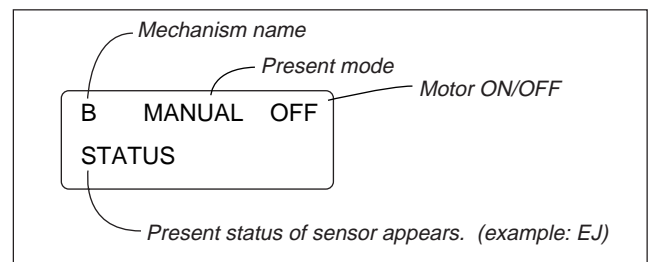 Mechanism name
Present mode
Motor ON/OFF
B MANUAL OFF
STATUS
Present status of sensor appears. (example: EJ)